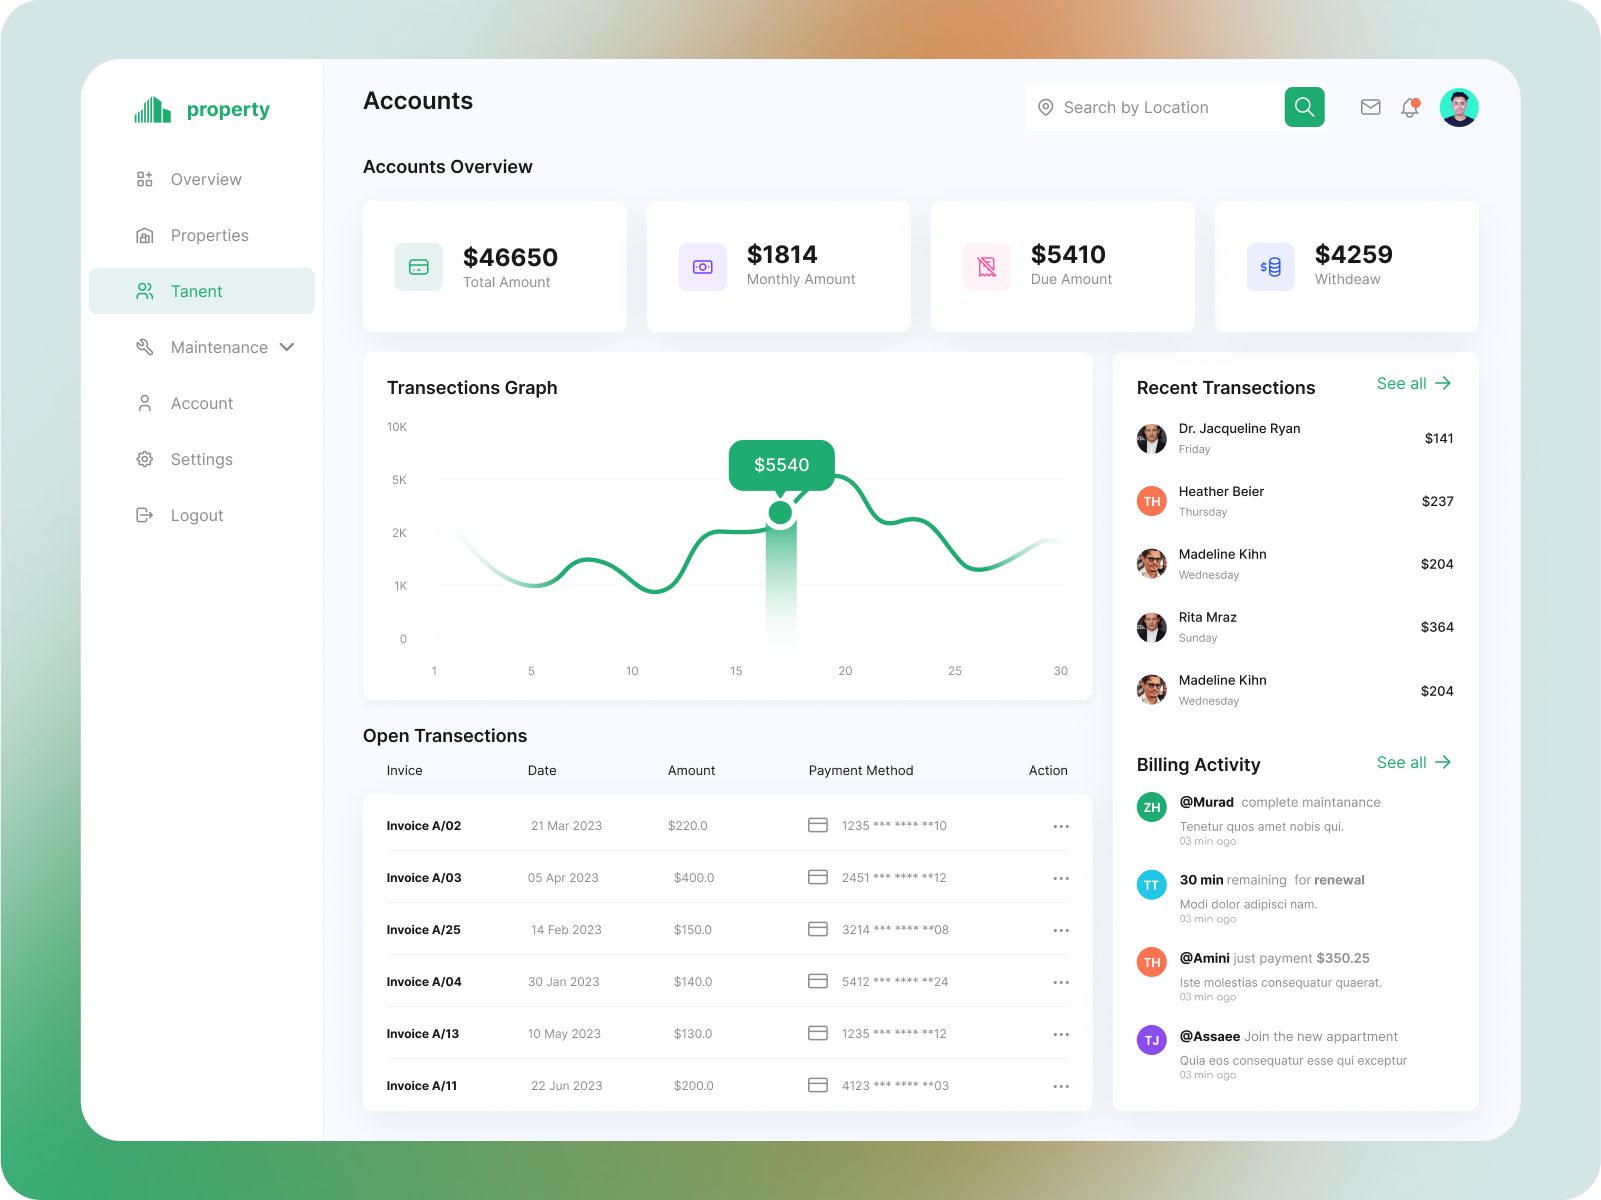 property
Overview
Properties
Tanent
Maintenance
Account
Settings
Logout
Accounts
Search by Location
Accounts Overview
$46650
Total Amount
$1814
Monthly Amount
$5410
Due Amount
$4259
Withdeaw
Transections Graph
10K
5K
2K
1K
0
$5540
1 5 10 15 20 25 30
Recent Transections See all
Dr. Jacqueline Ryan
Friday
$141
TH
Heather Beier
Thursday
$237
Madeline Kihn
Wednesday
$204
Rita Mraz
Sunday
$364
Madeline Kihn
Wednesday
$204
Open Transections
Invice Date Amount Payment Method Action
Invoice A/02 21 Mar 2023 $220.0 1235 *** **** **10
Invoice A/03 05 Apr 2023 $400.0 2451 *** **** **12
Invoice A/25 14 Feb 2023 $150.0 3214 *** **** **08
Invoice A/04 30 Jan 2023 $140.0 5412 *** **** **24
Invoice A/13 10 May 2023 $130.0 1235 *** **** **12
Invoice A/11 22 Jun 2023 $200.0 4123 *** **** **03
Billing Activity See all
ZH
@Murad complete maintanance
Tenetur quos amet nobis qui.
03 min ago
TT
30 min remaining for renewal
Modi dolor adipisci nam.
03 min ago
TH
@Amini just payment $350.25
Iste molestias consequatur quaerat.
03 min ago
TJ
@Assaee Join the new appartment
Quia eos consequatur esse qui exceptur
03 min ago